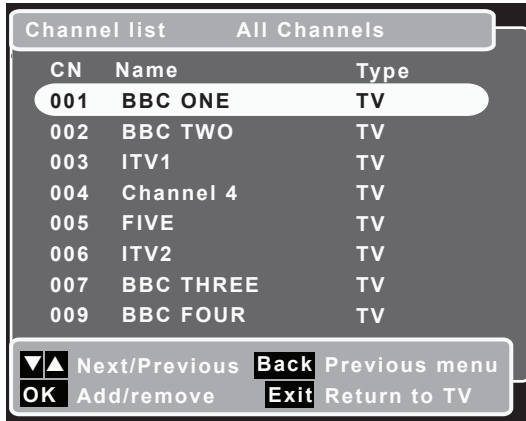 Channel list All Channels
CN Name Type
001 BBC ONE TV
002 BBC TWO TV
003 ITV1 TV
004 Channel 4 TV
005 FIVE TV
006 ITV2 TV
007 BBC THREE TV
009 BBC FOUR TV
▼▲ Next/Previous Back Previous menu
OK Add/remove Exit Return to TV